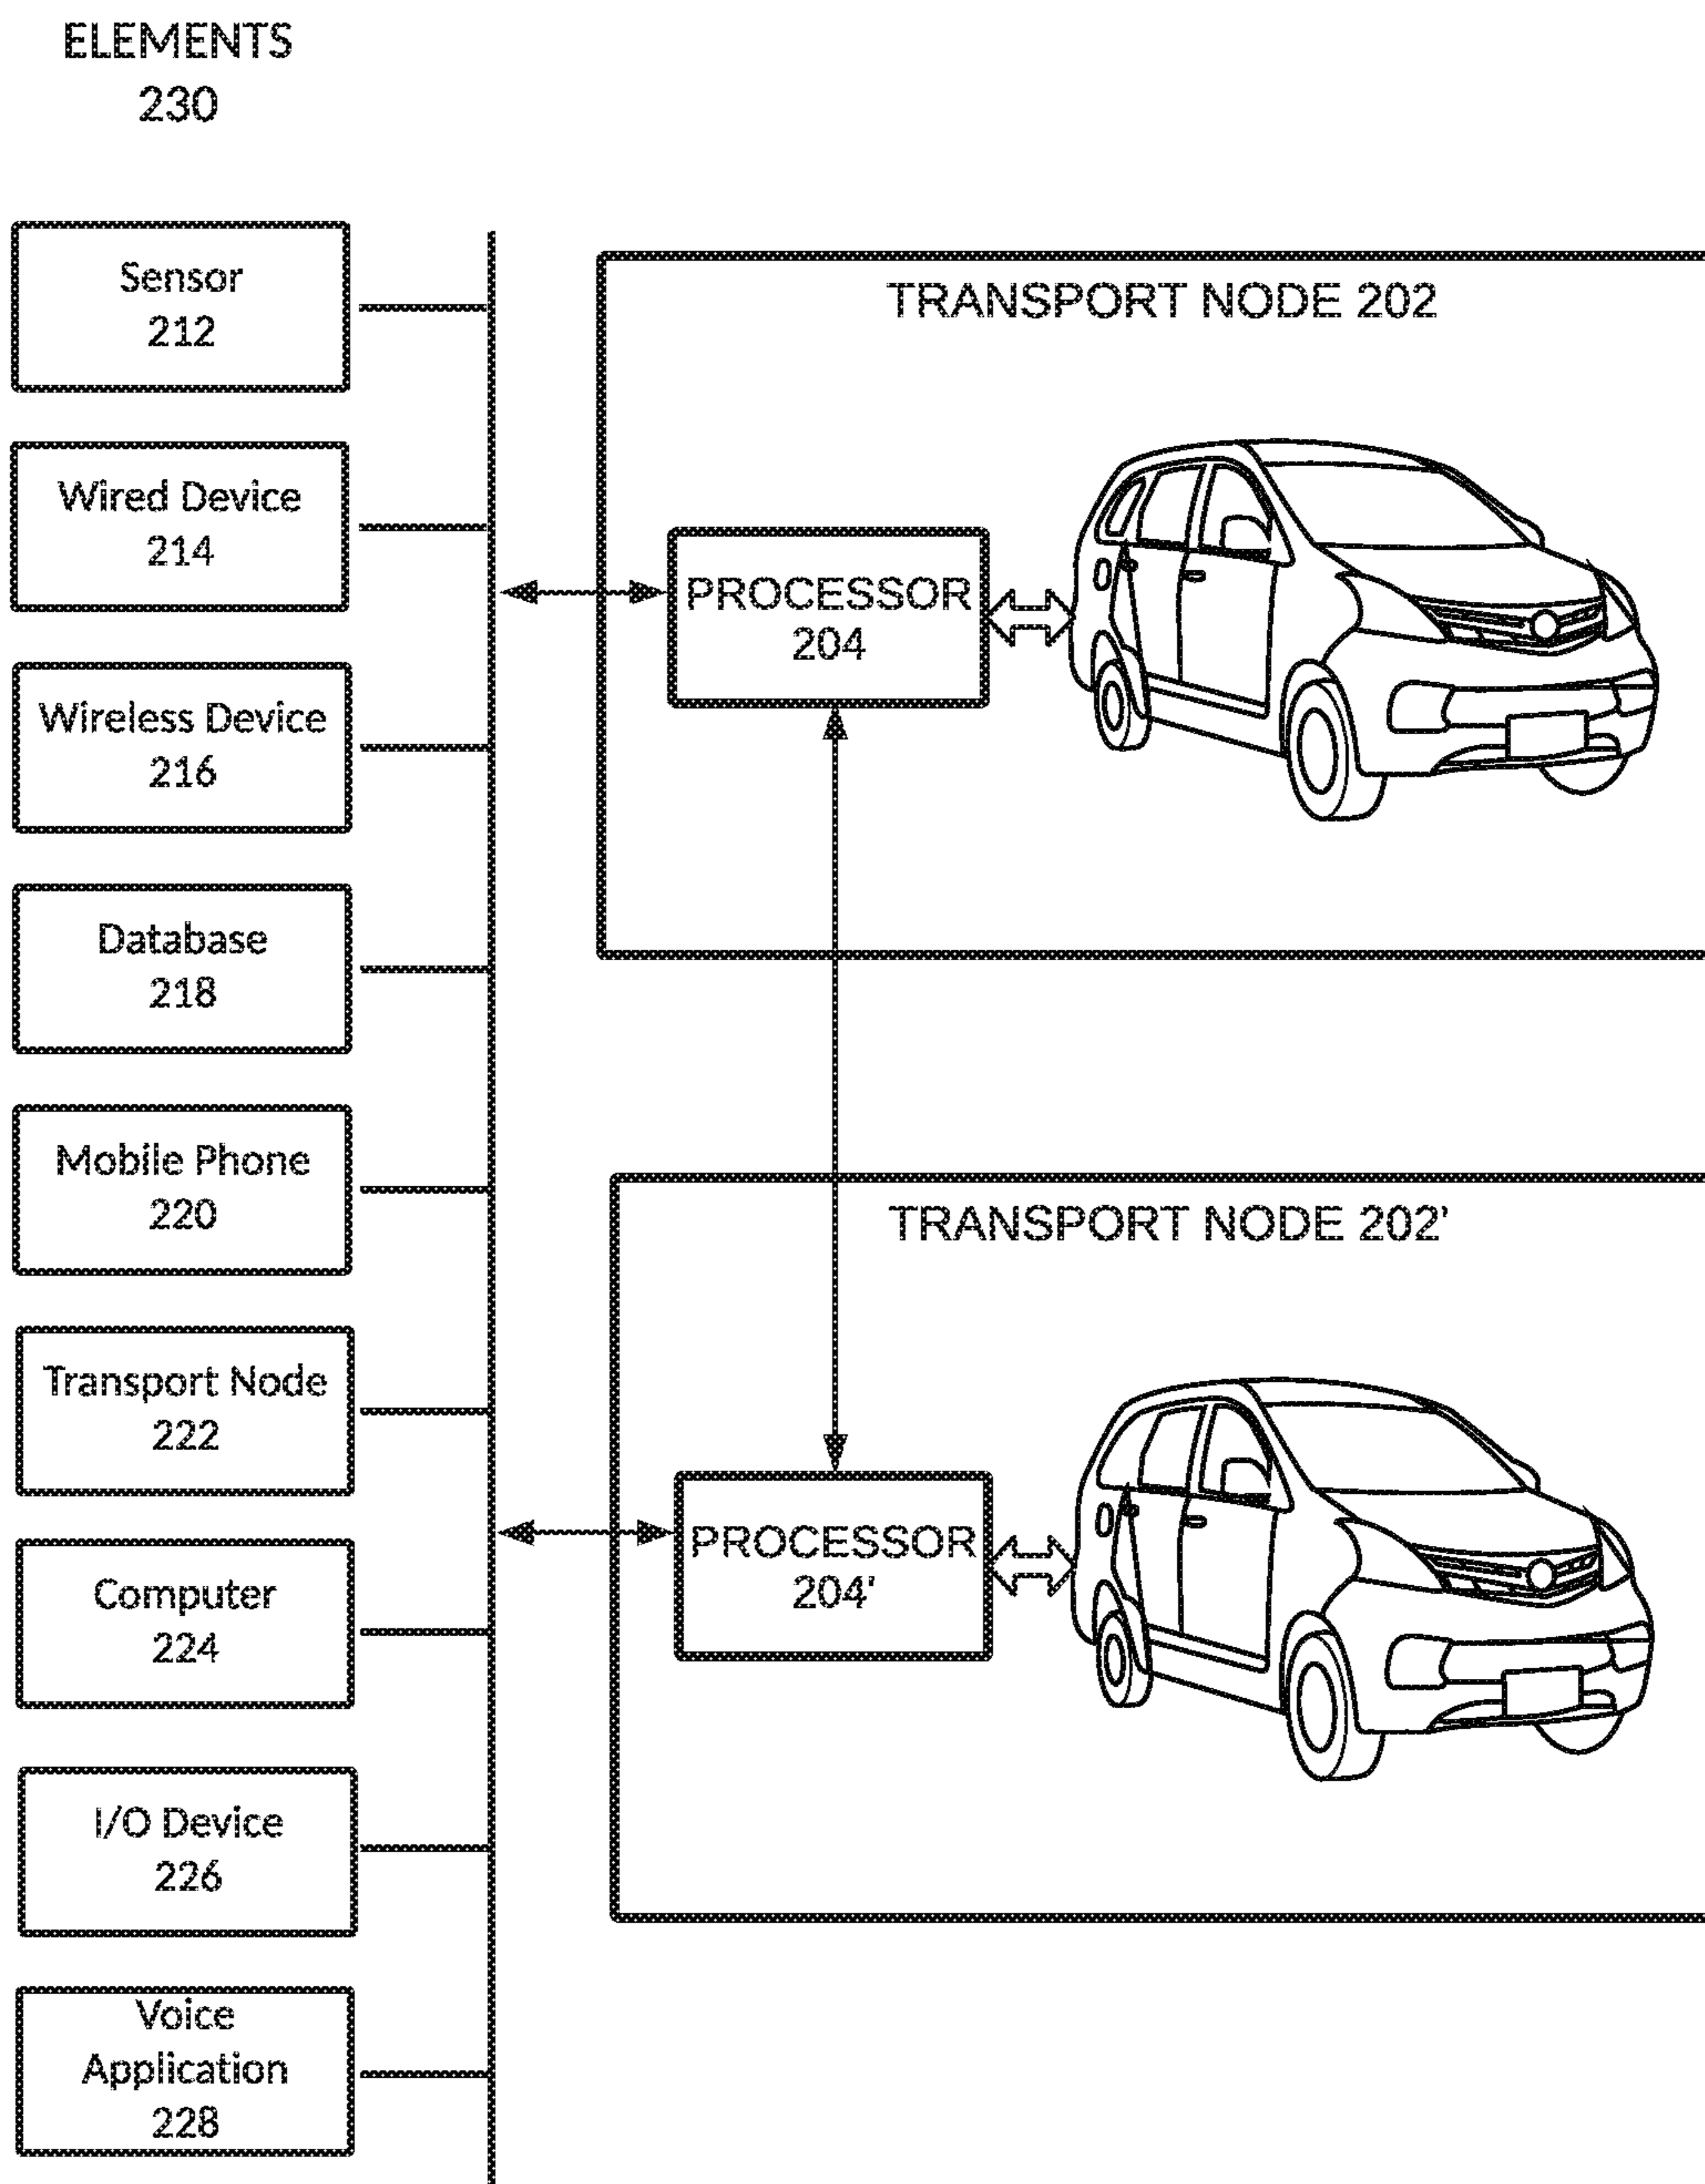 ELEMENTS
230
Sensor
212
Wired Device
214
Wireless Device
216
Database
218
Mobile Phone
220
Transport Node
222
Computer
224
I/O Device
226
Voice
Application
228
TRANSPORT NODE 202
PROCESSOR
204
TRANSPORT NODE 202'
PROCESSOR
204'